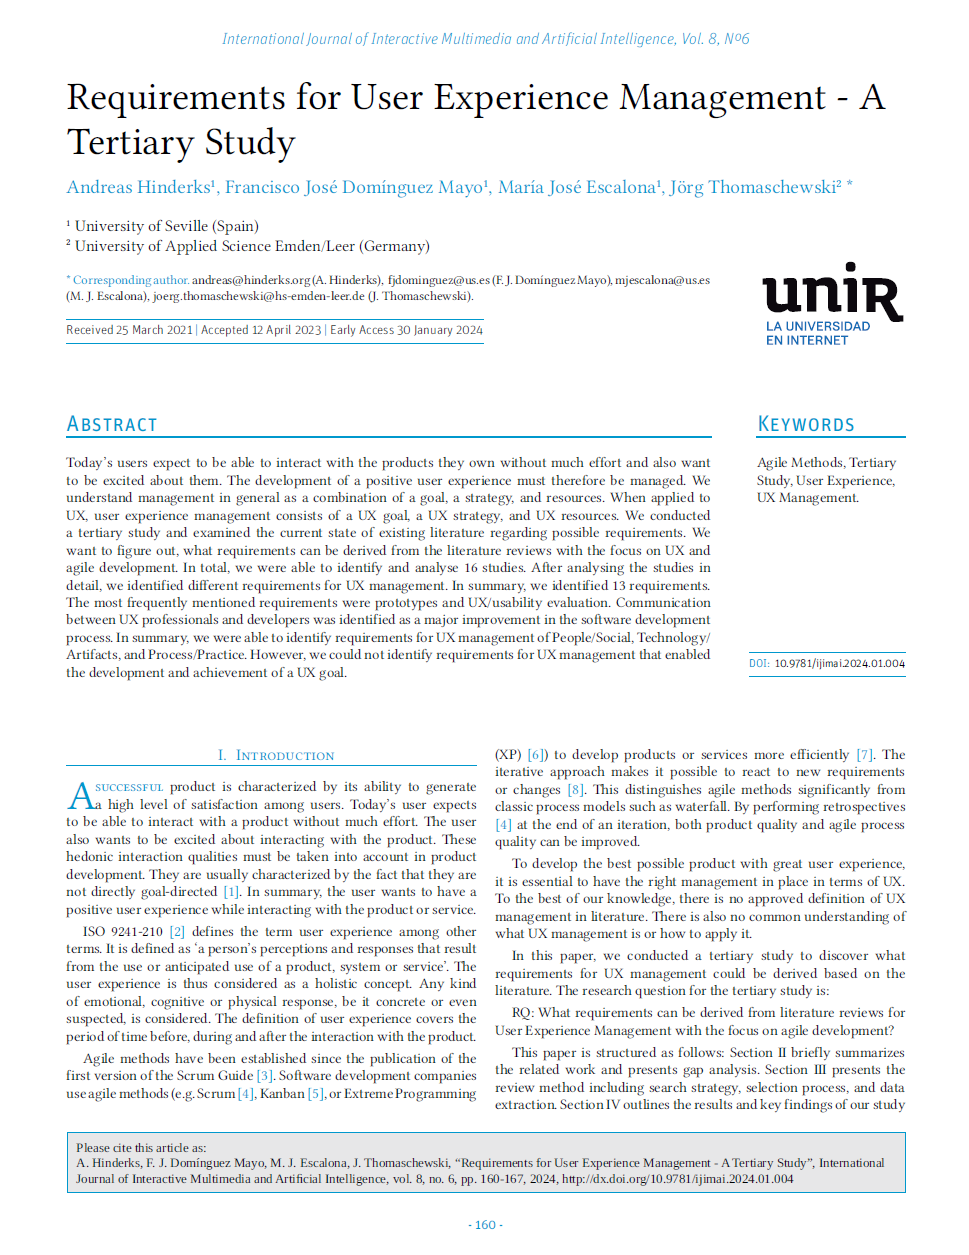 International Journal of Interactive Multimedia and Artificial Intelligence, Vol. 8, Nº6
Requirements for User Experience Management - A
Tertiary Study
Andreas Hinderks¹, Francisco José Domínguez Mayo¹, María José Escalona¹, Jörg Thomaschewski² *
¹ University of Seville (Spain)
² University of Applied Science Emden/Leer (Germany)
* Corresponding author. andreas@hinderks.org (A. Hinderks), fjdominguez@us.es (F. J. Domínguez Mayo), mjescalona@us.es
(M. J. Escalona), joerg.thomaschewski@hs-emden-leer.de (J. Thomaschewski).
Received 25 March 2021 | Accepted 12 April 2023 | Early Access 30 January 2024
unir
LA UNIVERSIDAD
EN INTERNET
Abstract
Today's users expect to be able to interact with the products they own without much effort and also want
to be excited about them. The development of a positive user experience must therefore be managed. We
understand management in general as a combination of a goal, a strategy, and resources. When applied to
UX, user experience management consists of a UX goal, a UX strategy, and UX resources. We conducted
a tertiary study and examined the current state of existing literature regarding possible requirements. We
want to figure out, what requirements can be derived from the literature reviews with the focus on UX and
agile development. In total, we were able to identify and analyse 16 studies. After analysing the studies in
detail, we identified different requirements for UX management. In summary, we identified 13 requirements.
The most frequently mentioned requirements were prototypes and UX/usability evaluation. Communication
between UX professionals and developers was identified as a major improvement in the software development
process. In summary, we were able to identify requirements for UX management of People/Social, Technology/
Artifacts, and Process/Practice. However, we could not identify requirements for UX management that enabled
the development and achievement of a UX goal.
Keywords
Agile Methods, Tertiary
Study, User Experience,
UX Management.
DOI: 10.9781/ijimai.2024.01.004
I. Introduction
A successful product is characterized by its ability to generate
a high level of satisfaction among users. Today's user expects
to be able to interact with a product without much effort. The user
also wants to be excited about interacting with the product. These
hedonic interaction qualities must be taken into account in product
development. They are usually characterized by the fact that they are
not directly goal-directed [1]. In summary, the user wants to have a
positive user experience while interacting with the product or service.
ISO 9241-210 [2] defines the term user experience among other
terms. It is defined as 'a person's perceptions and responses that result
from the use or anticipated use of a product, system or service'. The
user experience is thus considered as a holistic concept. Any kind
of emotional, cognitive or physical response, be it concrete or even
suspected, is considered. The definition of user experience covers the
period of time before, during and after the interaction with the product.
Agile methods have been established since the publication of the
first version of the Scrum Guide [3]. Software development companies
use agile methods (e.g. Scrum [4], Kanban [5], or Extreme Programming
(XP) [6]) to develop products or services more efficiently [7]. The
iterative approach makes it possible to react to new requirements
or changes [8]. This distinguishes agile methods significantly from
classic process models such as waterfall. By performing retrospectives
[4] at the end of an iteration, both product quality and agile process
quality can be improved.
To develop the best possible product with great user experience,
it is essential to have the right management in place in terms of UX.
To the best of our knowledge, there is no approved definition of UX
management in literature. There is also no common understanding of
what UX management is or how to apply it.
In this paper, we conducted a tertiary study to discover what
requirements for UX management could be derived based on the
literature. The research question for the tertiary study is:
RQ: What requirements can be derived from literature reviews for
User Experience Management with the focus on agile development?
This paper is structured as follows: Section II briefly summarizes
the related work and presents gap analysis. Section III presents the
review method including search strategy, selection process, and data
extraction. Section IV outlines the results and key findings of our study
Please cite this article as:
A. Hinderks, F. J. Domínguez Mayo, M. J. Escalona, J. Thomaschewski, "Requirements for User Experience Management - A Tertiary Study", International
Journal of Interactive Multimedia and Artificial Intelligence, vol. 8, no. 6, pp. 160-167, 2024, http://dx.doi.org/10.9781/ijimai.2024.01.004
- 160 -